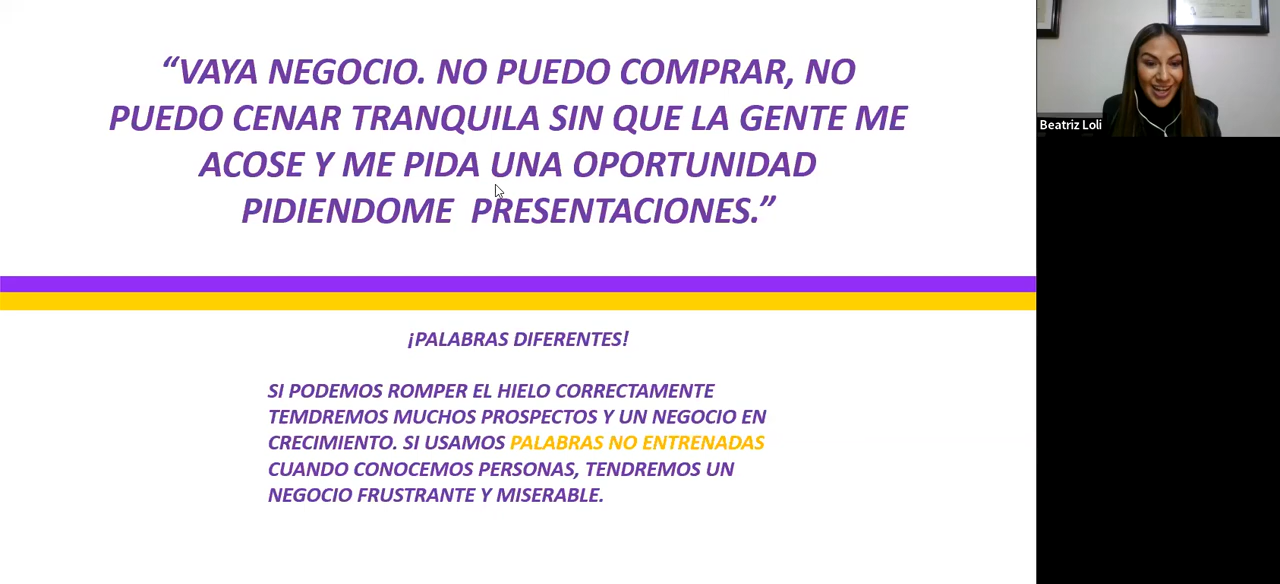 “VAYA NEGOCIO. NO PUEDO COMPRAR, NO
PUEDO CENAR TRANQUILA SIN QUE LA GENTE ME
ACOSE Y ME PIDA UNA OPORTUNIDAD
PIDIENDOME PRESENTACIONES.”
Beatriz Loli
¡PALABRAS DIFERENTES!
SI PODEMOS ROMPER EL HIELO CORRECTAMENTE
TEMDREMOS MUCHOS PROSPECTOS Y UN NEGOCIO EN
CRECIMIENTO. SI USAMOS PALABRAS NO ENTRENADAS
CUANDO CONOCEMOS PERSONAS, TENDREMOS UN
NEGOCIO FRUSTRANTE Y MISERABLE.